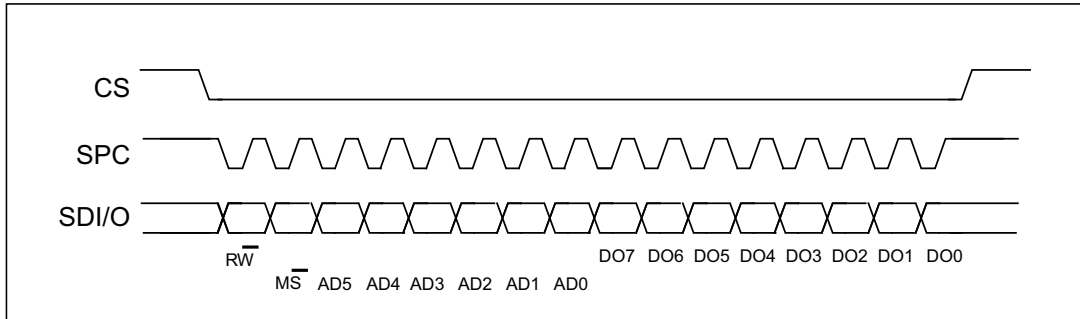 CS
SPC
SDI/O
RW̅ DO7 DO6 DO5 DO4 DO3 DO2 DO1 DO0
MS̅ AD5 AD4 AD3 AD2 AD1 AD0